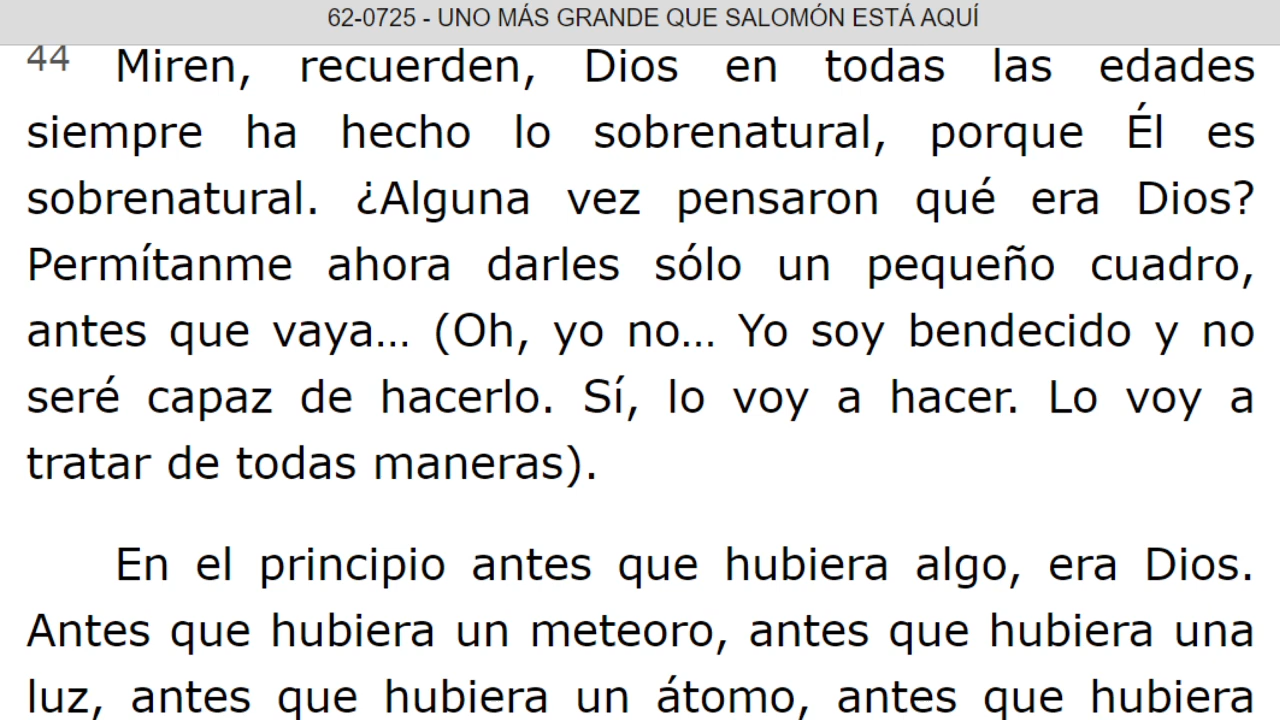 62-0725 - UNO MÁS GRANDE QUE SALOMÓN ESTÁ AQUÍ
44 Miren, recuerden, Dios en todas las edades
siempre ha hecho lo sobrenatural, porque Él es
sobrenatural. ¿Alguna vez pensaron qué era Dios?
Permítanme ahora darles sólo un pequeño cuadro,
antes que vaya… (Oh, yo no… Yo soy bendecido y no
seré capaz de hacerlo. Sí, lo voy a hacer. Lo voy a
tratar de todas maneras).
En el principio antes que hubiera algo, era Dios.
Antes que hubiera un meteoro, antes que hubiera una
luz, antes que hubiera un átomo, antes que hubiera